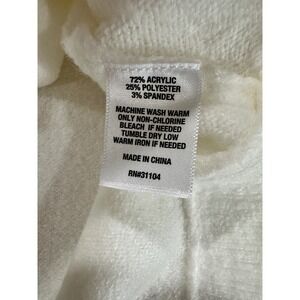 72% ACRYLIC
25% POLYESTER
3% SPANDEX
MACHINE WASH WARM
ONLY NON-CHLORINE
BLEACH IF NEEDED
TUMBLE DRY LOW
WARM IRON IF NEEDED
MADE IN CHINA
RN#31104